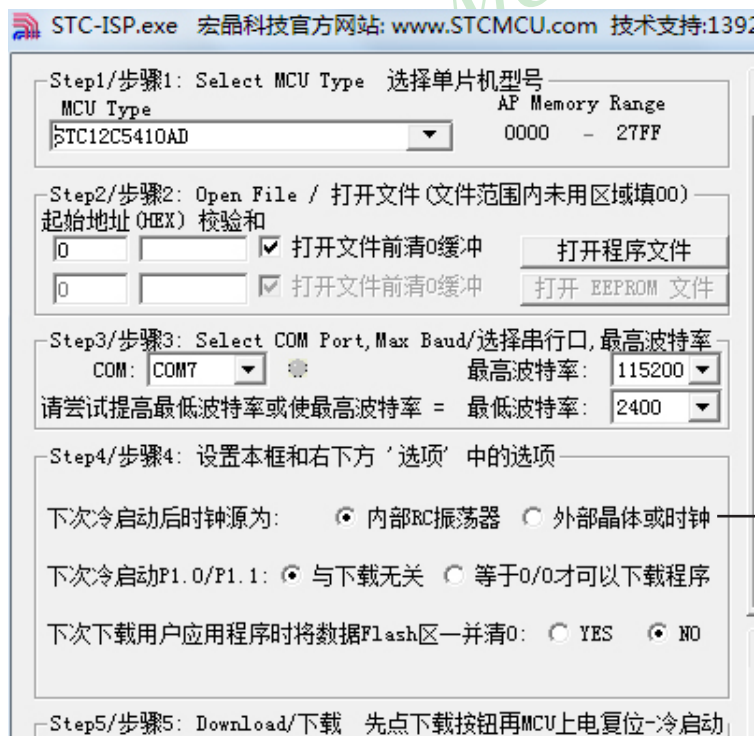 STC-ISP.exe 宏晶科技官方网站: www.STCMCU.com 技术支持:1392
Step1/步骤1: Select MCU Type 选择单片机型号
MCU Type AP Memory Range
STC12C5410AD 0000 - 27FF
Step2/步骤2: Open File / 打开文件(文件范围内未用区域填00)
起始地址(HEX) 校验和
0 打开文件前清0缓冲 打开程序文件
0 打开文件前清0缓冲 打开 EEPROM 文件
Step3/步骤3: Select COM Port,Max Baud/选择串行口,最高波特率
COM: COM7 最高波特率: 115200
请尝试提高最低波特率或使最高波特率 = 最低波特率: 2400
Step4/步骤4: 设置本框和右下方 '选项' 中的选项
下次冷启动后时钟源为: 内部RC振荡器 外部晶体或时钟
下次冷启动P1.0/P1.1: 与下载无关 等于0/0才可以下载程序
下次下载用户应用程序时将数据Flash区一并清0: YES NO
Step5/步骤5: Download/下载 先点下载按钮再MCU上电复位-冷启动